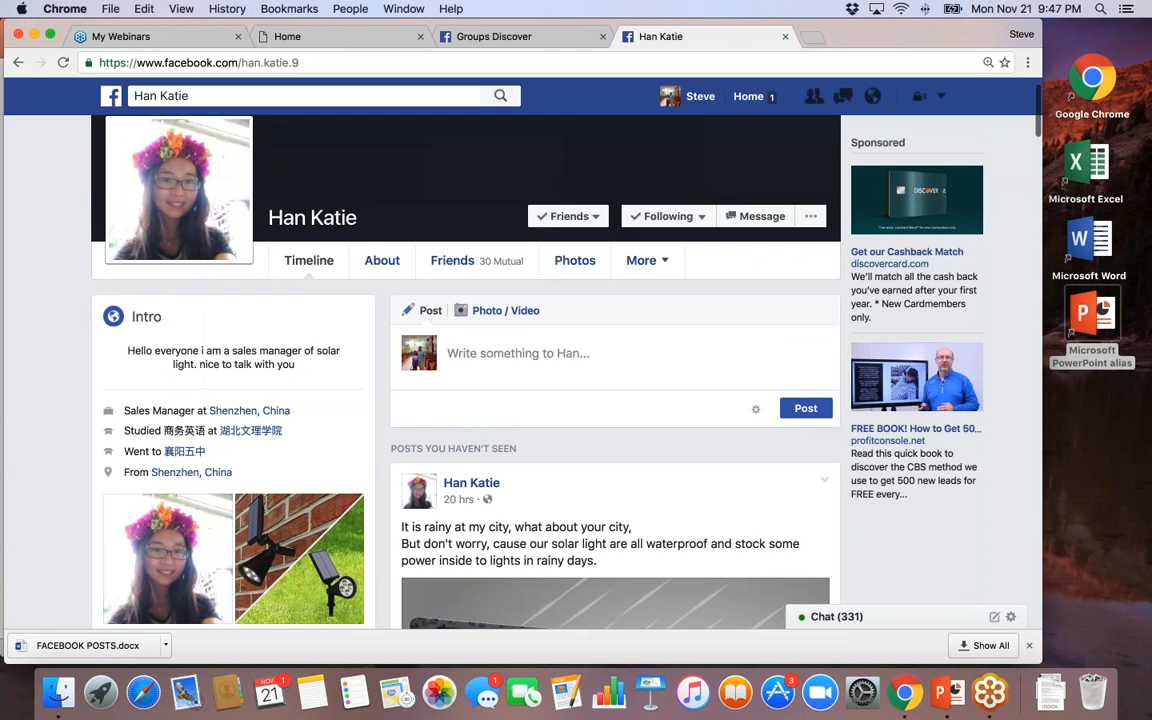 Chrome File Edit View History Bookmarks People Window Help Mon Nov 21 9:47 PM
My Webinars Home Groups Discover Han Katie Steve
https://www.facebook.com/han.katie.9
Han Katie Steve Home 1
Google Chrome
Microsoft Excel
Microsoft Word
Microsoft PowerPoint alias
Han Katie
Friends Following Message
Timeline About Friends 30 Mutual Photos More
Intro
Hello everyone i am a sales manager of solar
light. nice to talk with you
Sales Manager at Shenzhen, China
Studied 商务英语 at 湖北文理学院
Went to 襄阳五中
From Shenzhen, China
Post Photo / Video
Write something to Han...
Post
POSTS YOU HAVEN'T SEEN
Han Katie
20 hrs
It is rainy at my city, what about your city,
But don't worry, cause our solar light are all waterproof and stock some
power inside to lights in rainy days.
Sponsored
DISCOVER
Get our Cashback Match
discovercard.com
We'll match all the cash back
you've earned after your first
year. * New Cardmembers
only.
FREE BOOK! How to Get 50...
profitconsole.net
Read this quick book to
discover the CBS method we
use to get 500 new leads for
FREE every...
Chat (331)
FACEBOOK POSTS.docx Show All
NOV
21
1
1
3